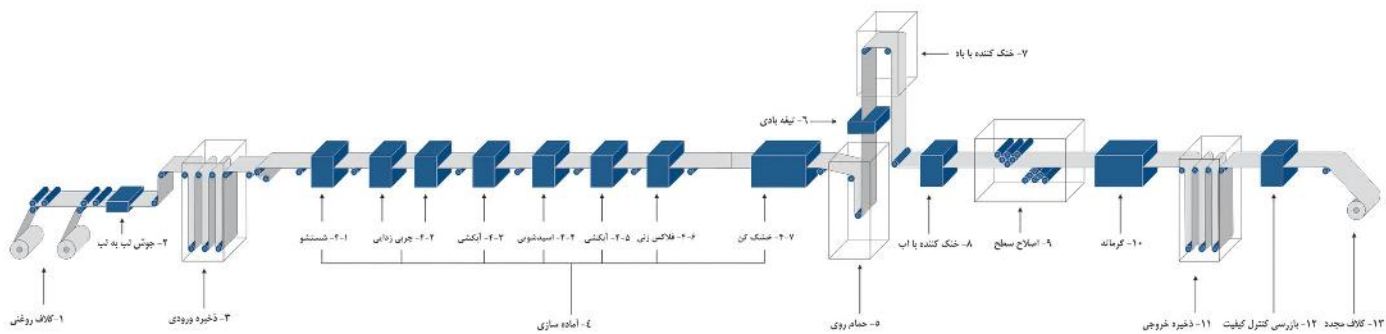 ۷- خنک کننده با باد
۶- تیغه بادی
۴-۱- شستشو
۴-۲- چربی زدایی
۴-۳- آبکشی
۴-۴- اسیدشویی
۴-۵- آبکشی
۴-۶- فلاکس زنی
۴-۷- خشک کن
۲- جوش تب به تب
۸- خنک کننده با آب
۹- اصلاح سطح
۱۰- گرمانه
۱- کلاف روغنی
۳- ذخیره ورودی
۴- آماده سازی
۵- حمام روی
۱۱- ذخیره خروجی
۱۲- بازرسی کنترل کیفیت
۱۳- کلاف مجدد